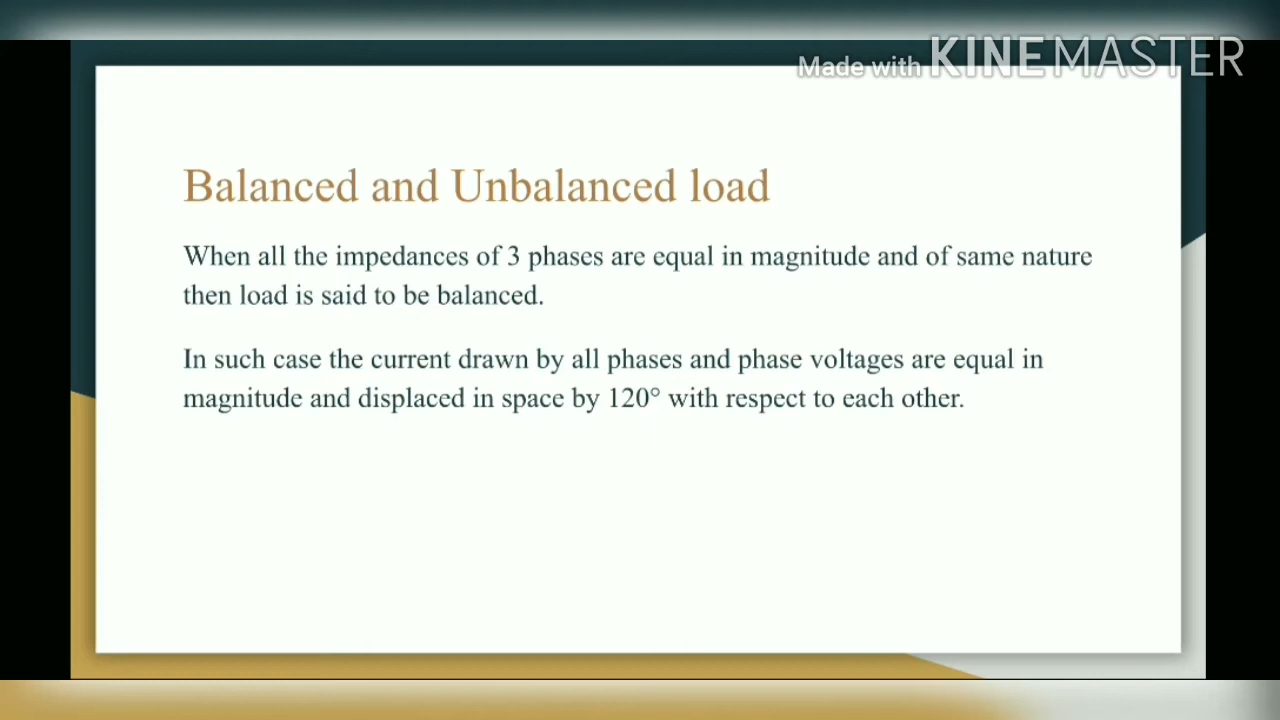 Made with KINEMASTER
Balanced and Unbalanced load
When all the impedances of 3 phases are equal in magnitude and of same nature
then load is said to be balanced.
In such case the current drawn by all phases and phase voltages are equal in
magnitude and displaced in space by 120° with respect to each other.